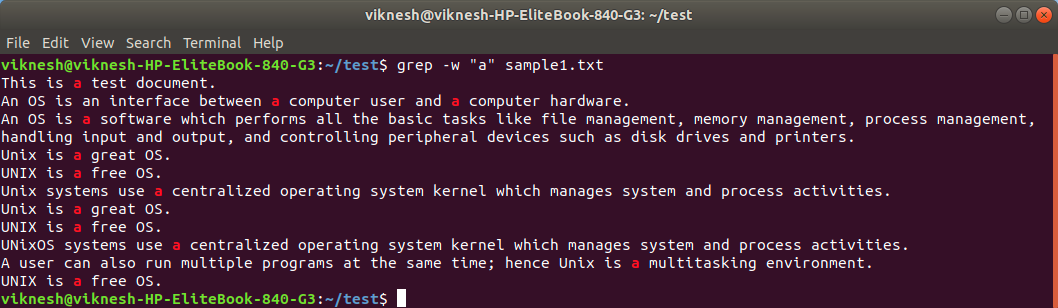 viknesh@viknesh-HP-EliteBook-840-G3: ~/test
File Edit View Search Terminal Help
viknesh@viknesh-HP-EliteBook-840-G3:~/test$ grep -w "a" sample1.txt
This is a test document.
An OS is an interface between a computer user and a computer hardware.
An OS is a software which performs all the basic tasks like file management, memory management, process management,
handling input and output, and controlling peripheral devices such as disk drives and printers.
Unix is a great OS.
UNIX is a free OS.
Unix systems use a centralized operating system kernel which manages system and process activities.
Unix is a great OS.
UNIX is a free OS.
UNixOS systems use a centralized operating system kernel which manages system and process activities.
A user can also run multiple programs at the same time; hence Unix is a multitasking environment.
UNIX is a free OS.
viknesh@viknesh-HP-EliteBook-840-G3:~/test$